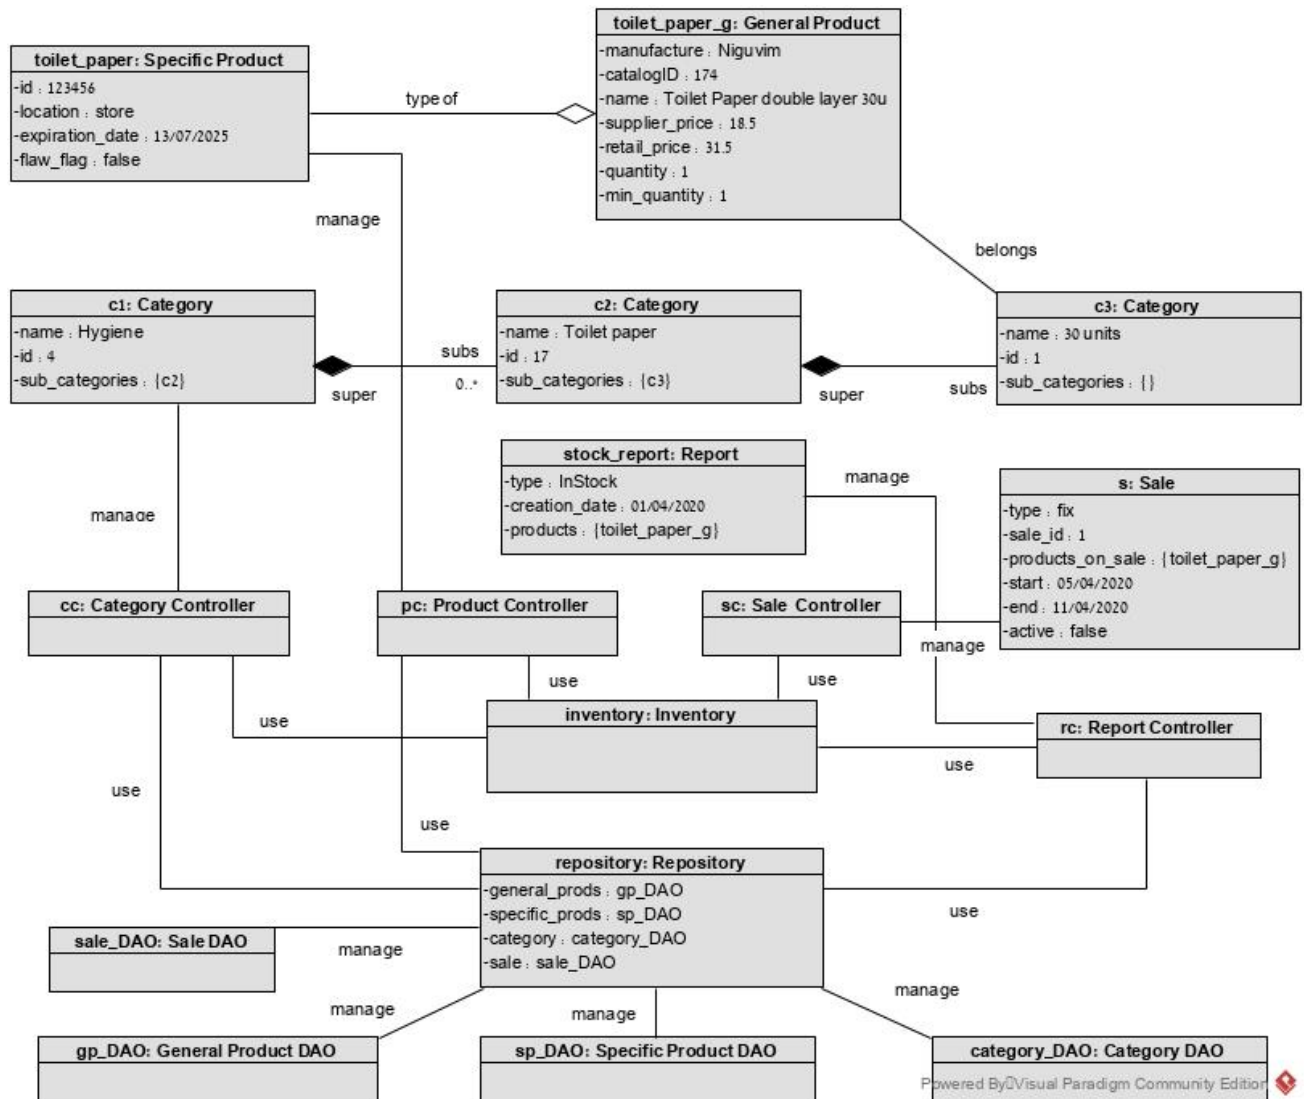 toilet_paper_g: General Product
-manufacture : Niguvim
-catalogID : 174
-name : Toilet Paper double layer 30u
-supplier_price : 18.5
-retail_price : 31.5
-quantity : 1
-min_quantity : 1
toilet_paper: Specific Product
-id : 123456
-location : store
-expiration_date : 13/07/2025
-flaw_flag : false
type of
manage
belongs
c1: Category
-name : Hygiene
-id : 4
-sub_categories : {c2}
super
subs
0..*
c2: Category
-name : Toilet paper
-id : 17
-sub_categories : {c3}
super
subs
c3: Category
-name : 30 units
-id : 1
-sub_categories : {}
manage
stock_report: Report
-type : InStock
-creation_date : 01/04/2020
-products : {toilet_paper_g}
manage
s: Sale
-type : fix
-sale_id : 1
-products_on_sale : {toilet_paper_g}
-start : 05/04/2020
-end : 11/04/2020
-active : false
cc: Category Controller
pc: Product Controller
sc: Sale Controller
manage
use
use
use
inventory: Inventory
rc: Report Controller
use
use
use
repository: Repository
-general_prods : gp_DAO
-specific_prods : sp_DAO
-category : category_DAO
-sale : sale_DAO
use
sale_DAO: Sale DAO
manage
manage
manage
manage
gp_DAO: General Product DAO
sp_DAO: Specific Product DAO
category_DAO: Category DAO
Powered By▯Visual Paradigm Community Edition